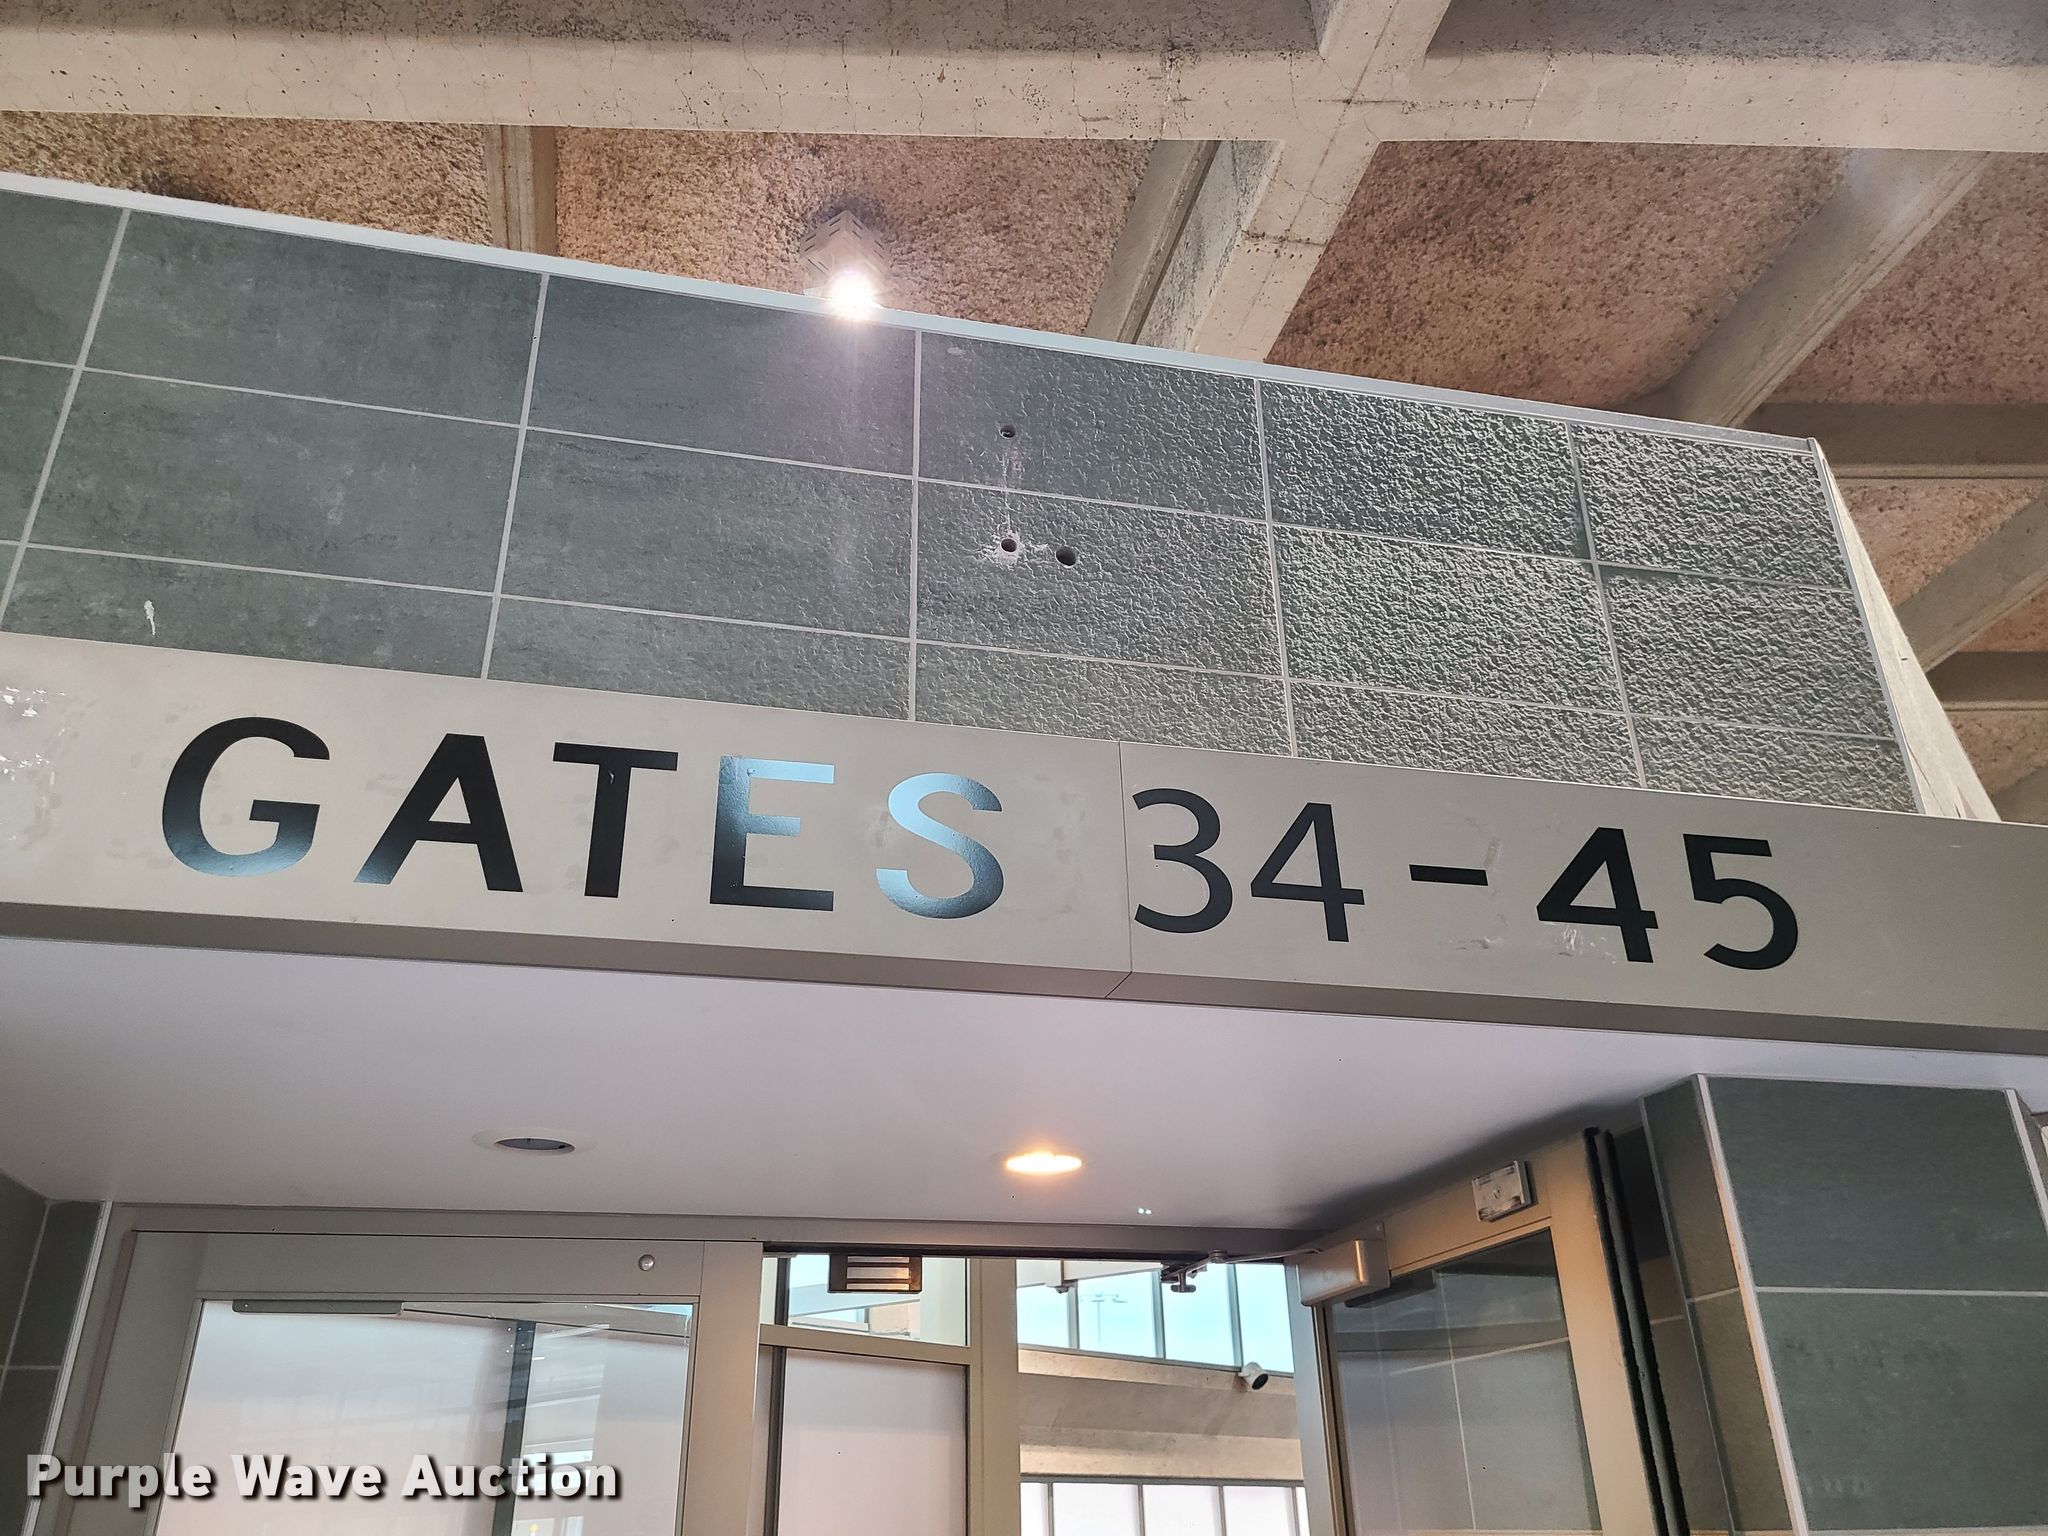 GATES 34-45
Purple Wave Auction